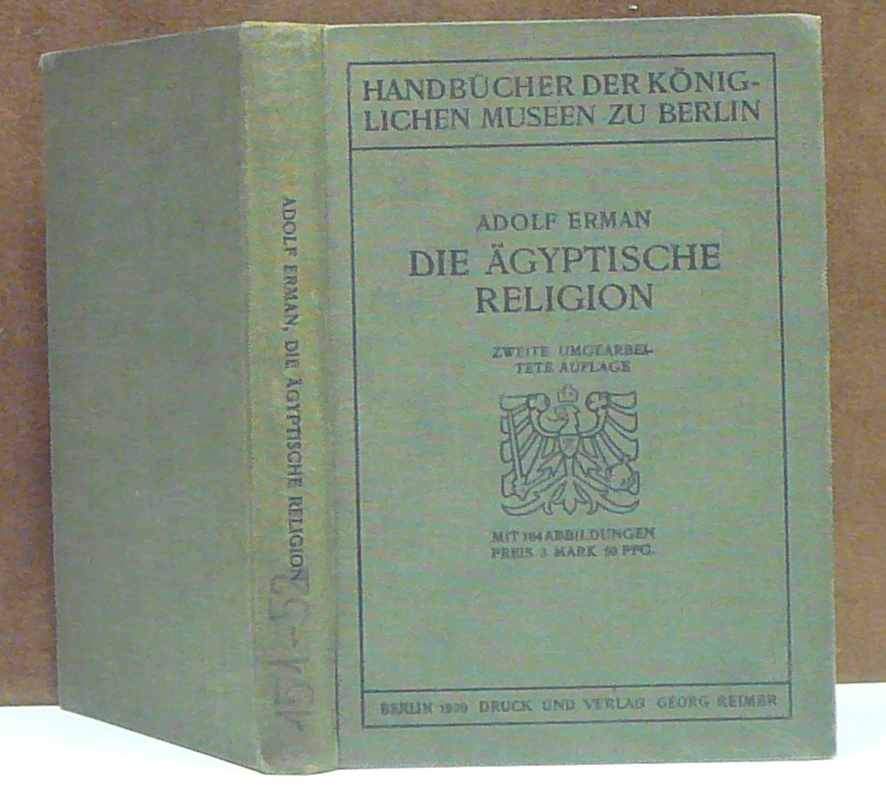 HANDBÜCHER DER KÖNIG-
LICHEN MUSEEN ZU BERLIN
ADOLF ERMAN
DIE ÄGYPTISCHE
RELIGION
ZWEITE UMGEARBEI-
TETE AUFLAGE
MIT 164 ABBILDUNGEN
PREIS 3 MARK 50 PFG.
BERLIN 1909 DRUCK UND VERLAG GEORG REIMER
ADOLF ERMAN, DIE ÄGYPTISCHE RELIGION